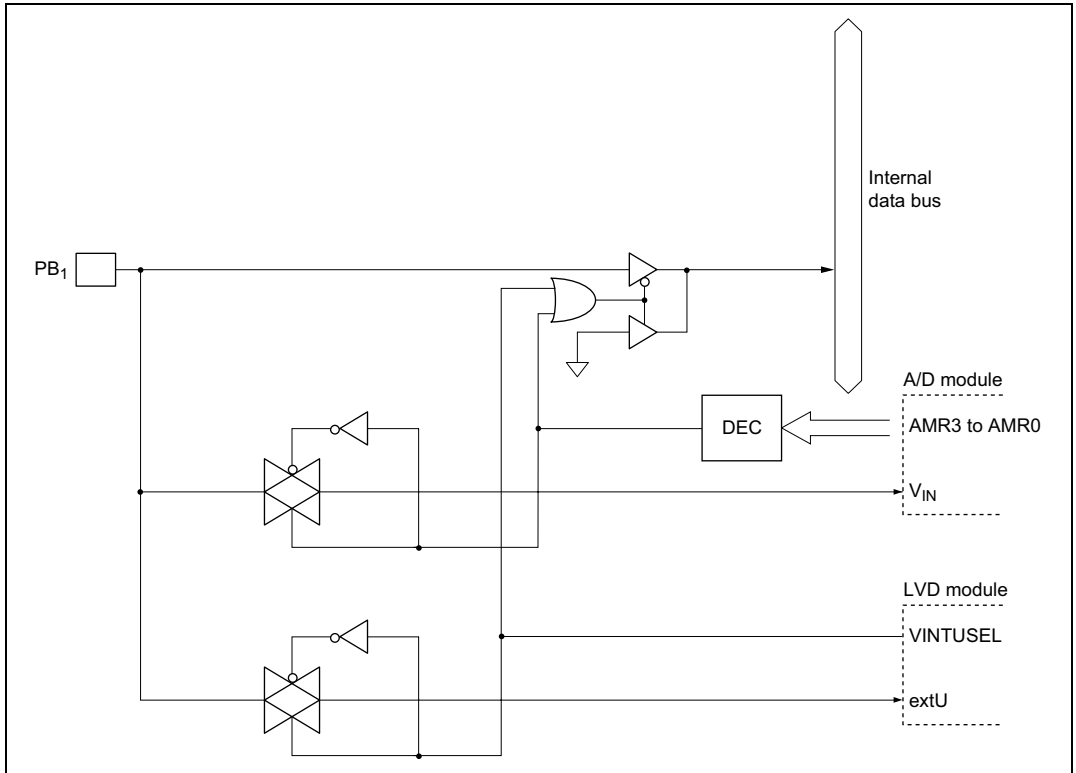 Internal
data bus
PB1
A/D module
DEC
AMR3 to AMR0
VIN
LVD module
VINTUSEL
extU